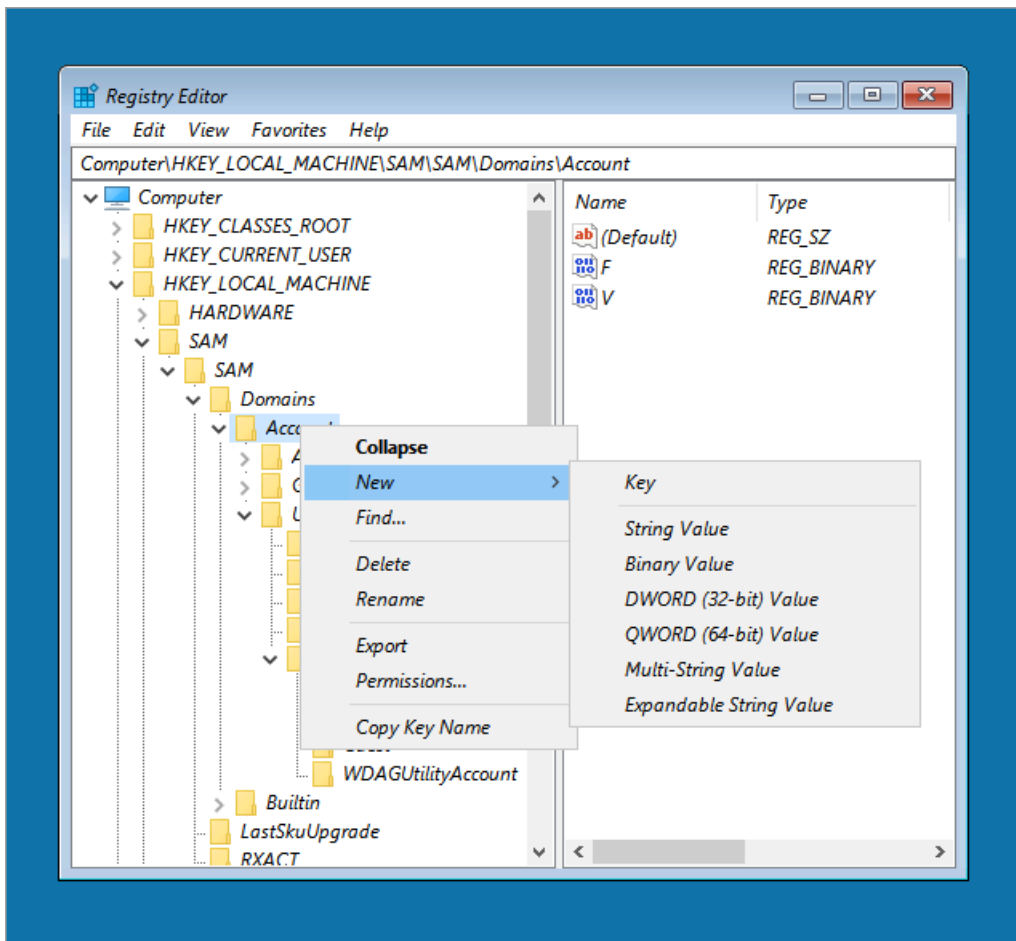 Registry Editor
File Edit View Favorites Help
Computer\HKEY_LOCAL_MACHINE\SAM\SAM\Domains\Account
Computer
HKEY_CLASSES_ROOT
HKEY_CURRENT_USER
HKEY_LOCAL_MACHINE
HARDWARE
SAM
SAM
Domains
Collapse
New
Find...
Delete
Rename
Export
Permissions...
Copy Key Name
WDAGUtilityAccount
Builtin
LastSkuUpgrade
RXACT
Key
String Value
Binary Value
DWORD (32-bit) Value
QWORD (64-bit) Value
Multi-String Value
Expandable String Value
Name Type
ab (Default) REG_SZ
F REG_BINARY
V REG_BINARY